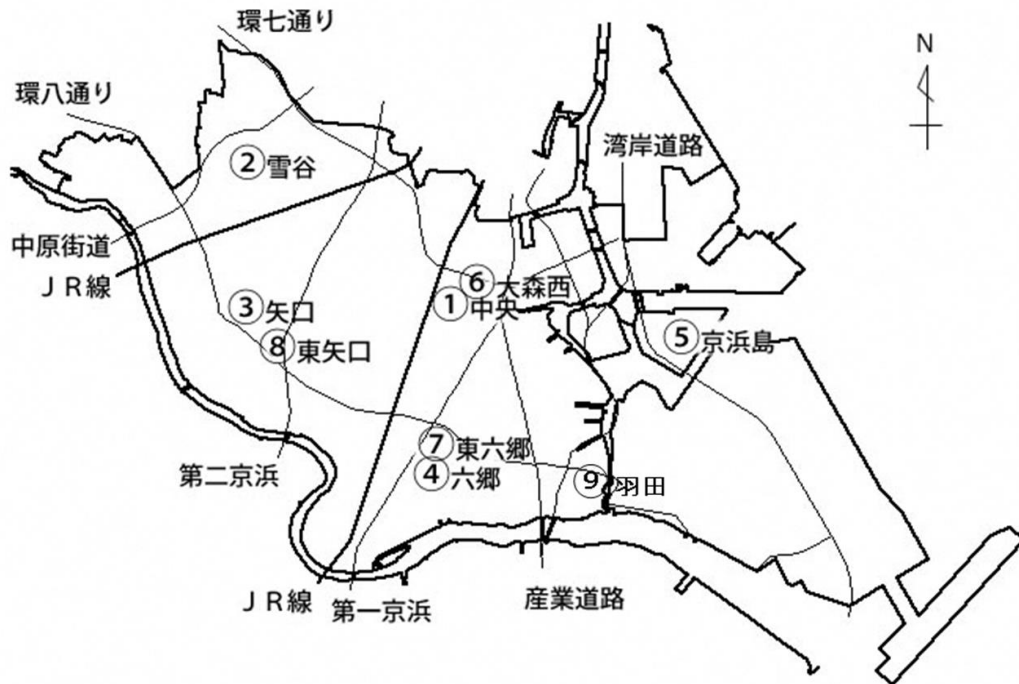 環七通り
N
環八通り
湾岸道路
②雪谷
中原街道
ＪＲ線
⑥大森西
①中央
③矢口
⑤京浜島
⑧東矢口
⑦東六郷
第二京浜
④六郷
⑨羽田
ＪＲ線
第一京浜
産業道路